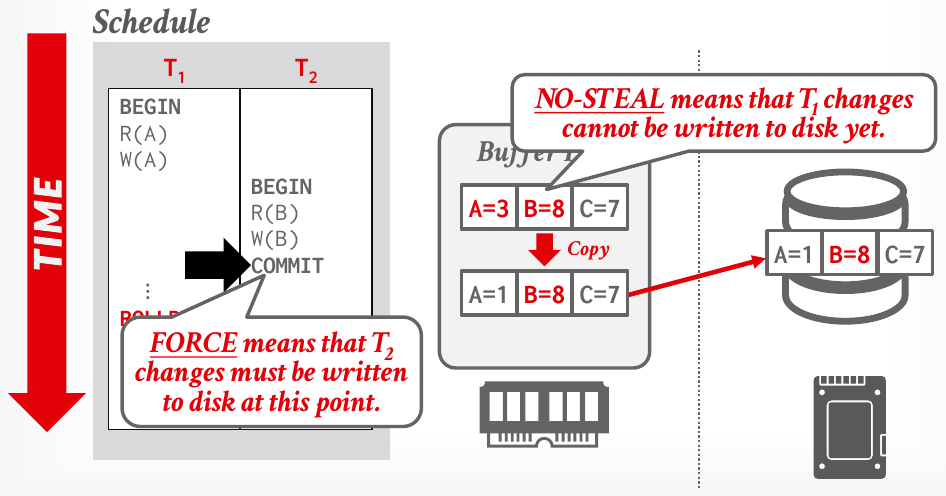 Schedule
TIME
T1 T2
BEGIN
R(A)
W(A)
BEGIN
R(B)
W(B)
COMMIT
⋮
FORCE means that T2
changes must be written
to disk at this point.
NO-STEAL means that T1 changes
cannot be written to disk yet.
Buffer
A=3 B=8 C=7
Copy
A=1 B=8 C=7
A=1 B=8 C=7